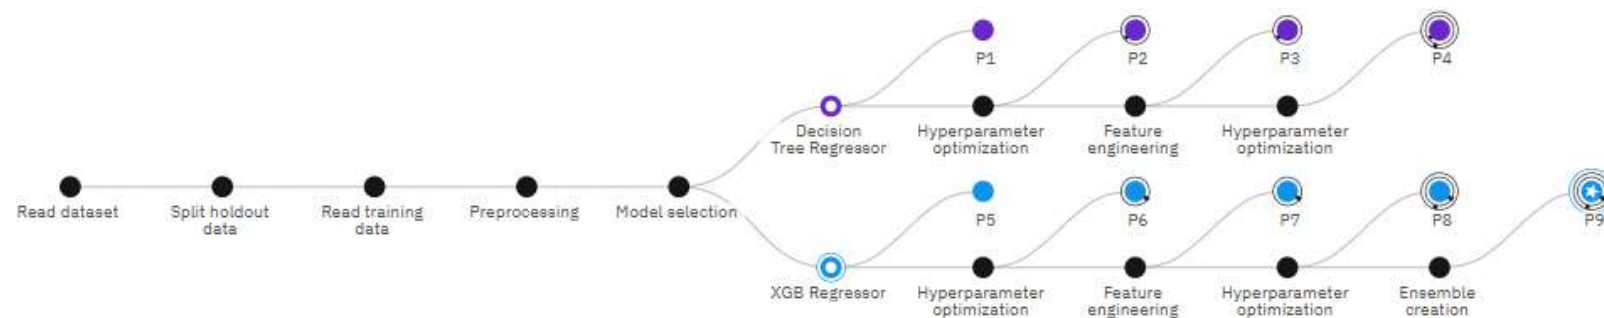 P1
P2
P3
P4
Decision
Tree Regressor
Hyperparameter
optimization
Feature
engineering
Hyperparameter
optimization
Read dataset
Split holdout
data
Read training
data
Preprocessing
Model selection
P5
P6
P7
P8
P9
XGB Regressor
Hyperparameter
optimization
Feature
engineering
Hyperparameter
optimization
Ensemble
creation